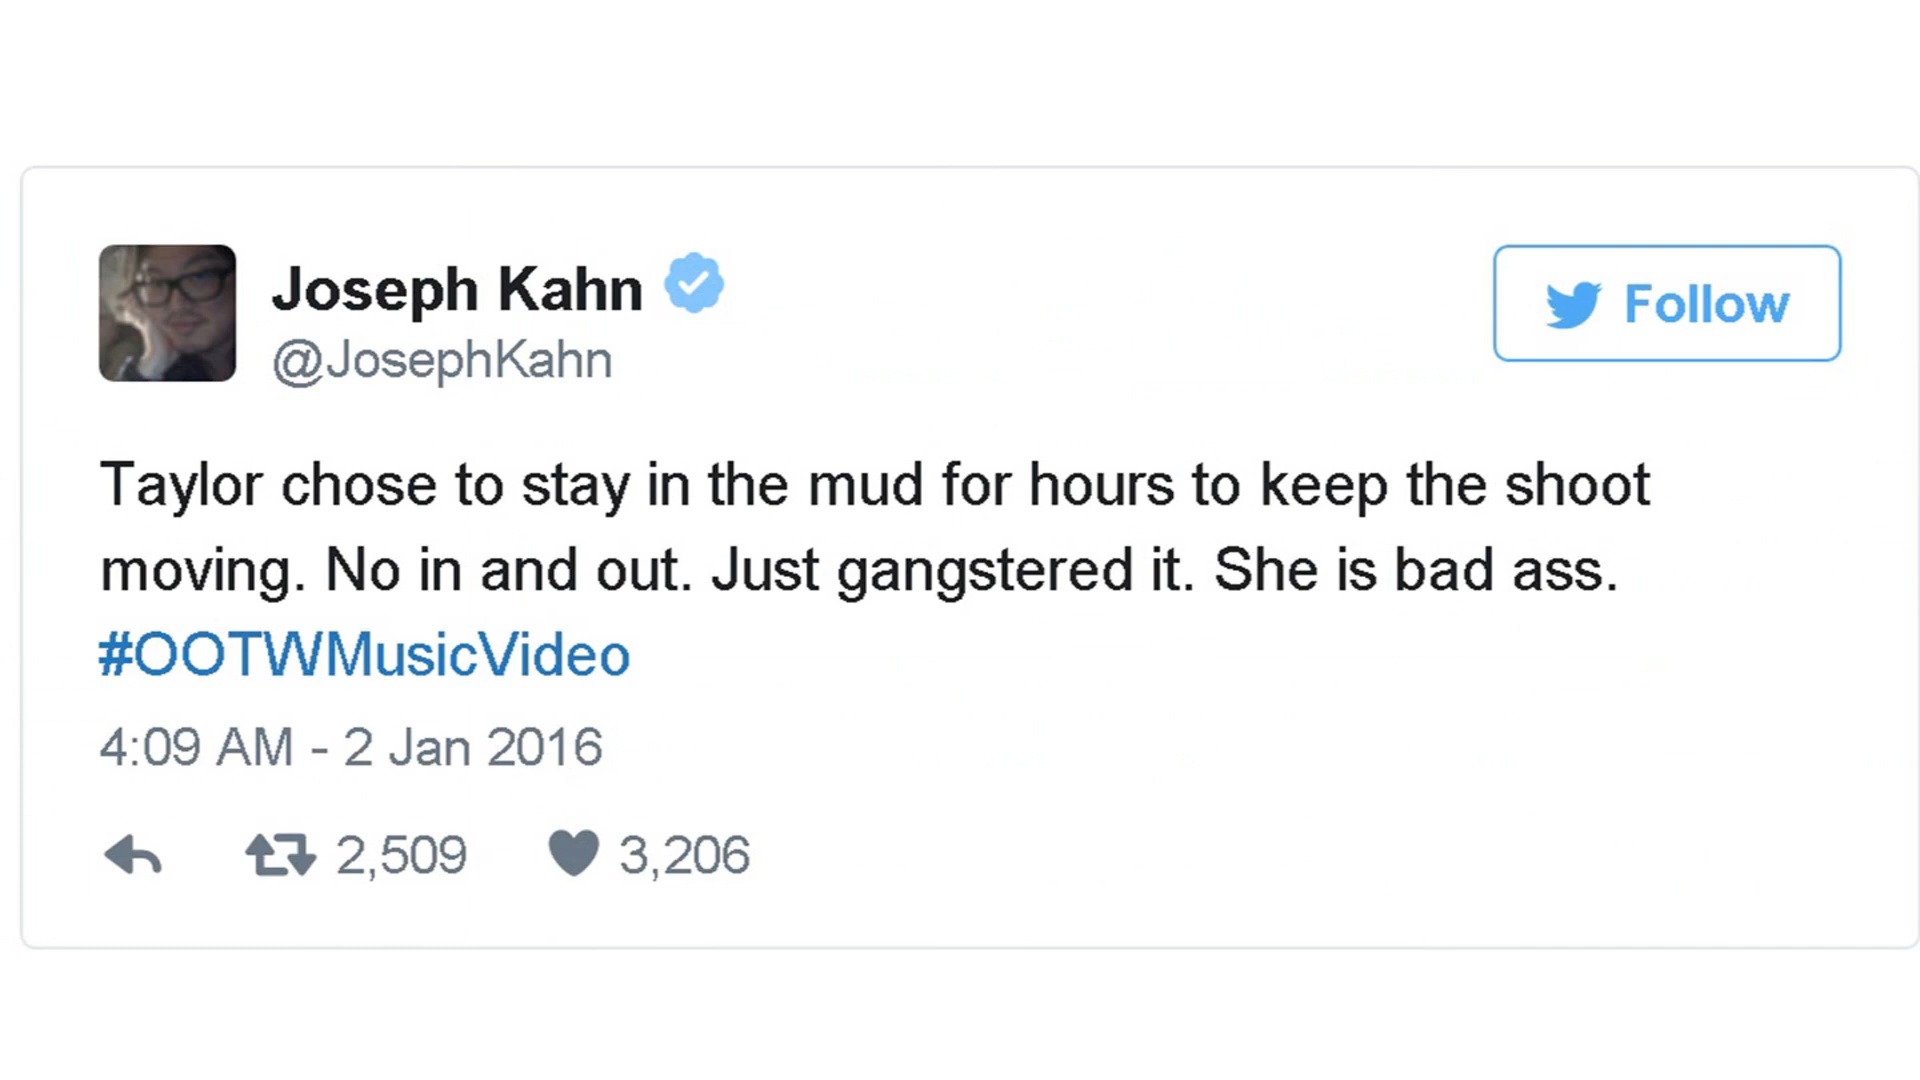 Joseph Kahn
@JosephKahn
Follow
Taylor chose to stay in the mud for hours to keep the shoot
moving. No in and out. Just gangstered it. She is bad ass.
#OOTWMusicVideo
4:09 AM - 2 Jan 2016
2,509 3,206